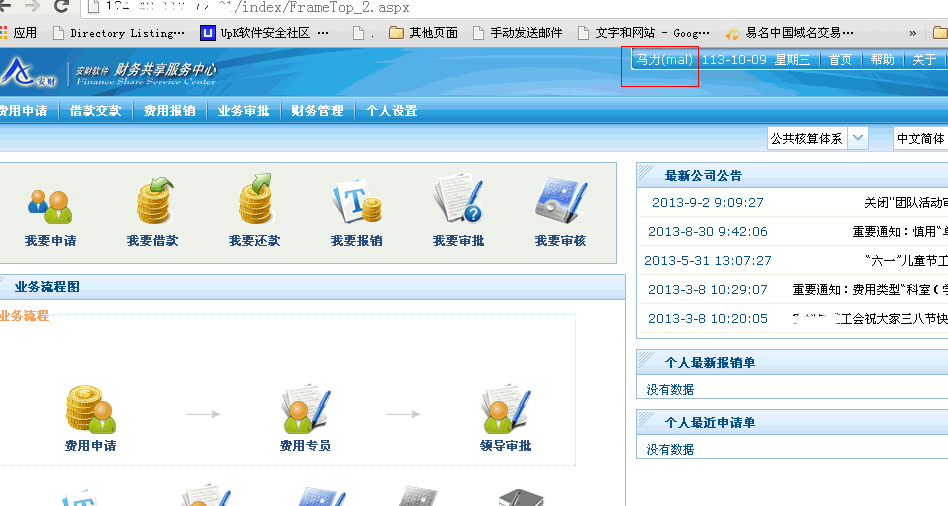 /index/FrameTop_2.aspx
应用 Directory Listing··· UpK软件安全社区 ··· . 其他页面 手动发送邮件 文字和网站 - Goog··· 易名中国域名交易··· »
安财 安财软件 财务共享服务中心
Finance Share Service Center
马力(mal) 113-10-09 星期三 首页 帮助 关于
费用申请 借款交款 费用报销 业务审批 财务管理 个人设置
公共核算体系 中文简体
我要申请 我要借款 我要还款 我要报销 我要审批 我要审核
最新公司公告
2013-9-2 9:09:27 关闭"团队活动审
2013-8-30 9:42:06 重要通知：慎用"单
2013-5-31 13:07:27 "六一"儿童节工
2013-3-8 10:29:07 重要通知：费用类型"科室（学
2013-3-8 10:20:05 工会祝大家三八节快
业务流程图
业务流程
费用申请 费用专员 领导审批
个人最新报销单
没有数据
个人最近申请单
没有数据